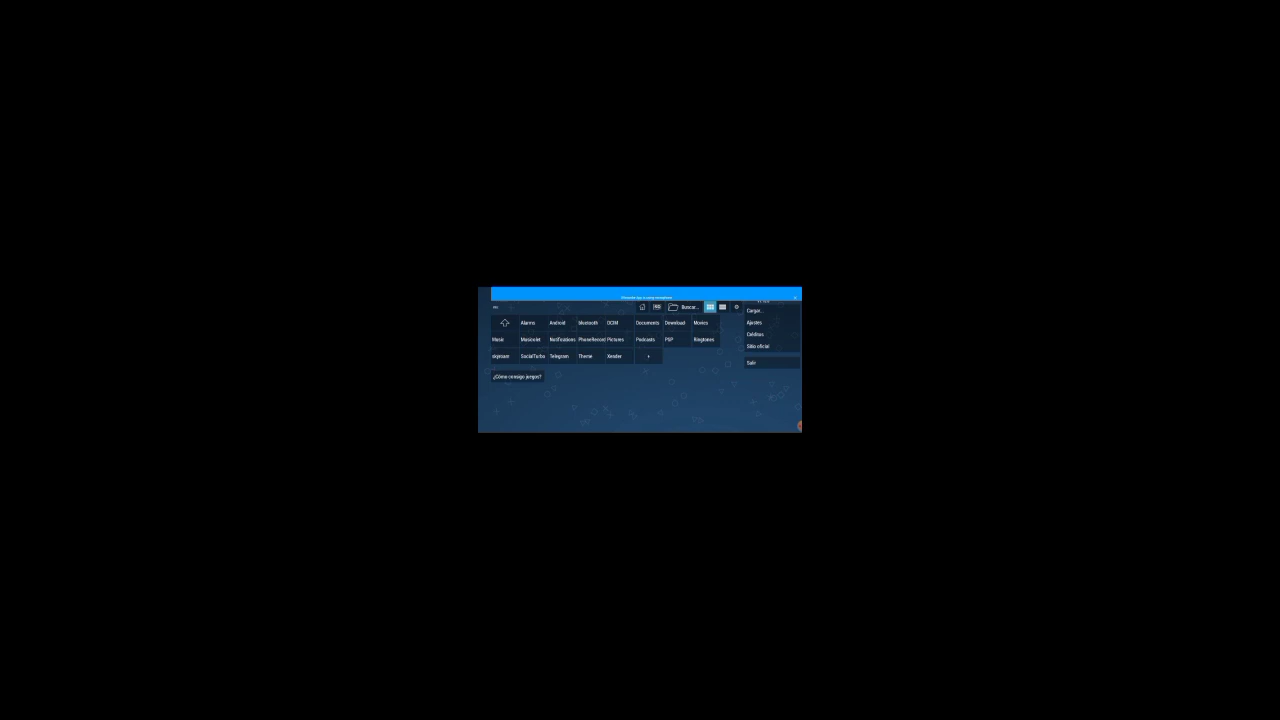 Buscar...
Cargar...
Alarms Android bluetooth DCIM Documents Download Movies
Ajustes
Créditos
Music Musicolet Notifications PhoneRecord Pictures Podcasts PSP Ringtones
Sitio oficial
SocialTurbo Telegram Theme Xender
Salir
¿Cómo consigo juegos?